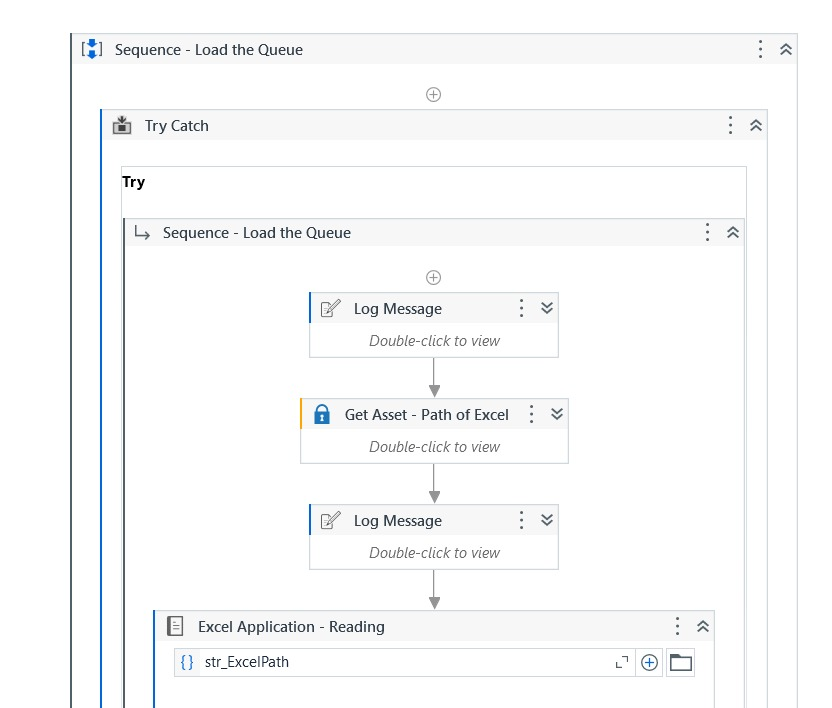 Sequence - Load the Queue
Try Catch
Try
Sequence - Load the Queue
Log Message
Double-click to view
Get Asset - Path of Excel
Double-click to view
Log Message
Double-click to view
Excel Application - Reading
{} str_ExcelPath